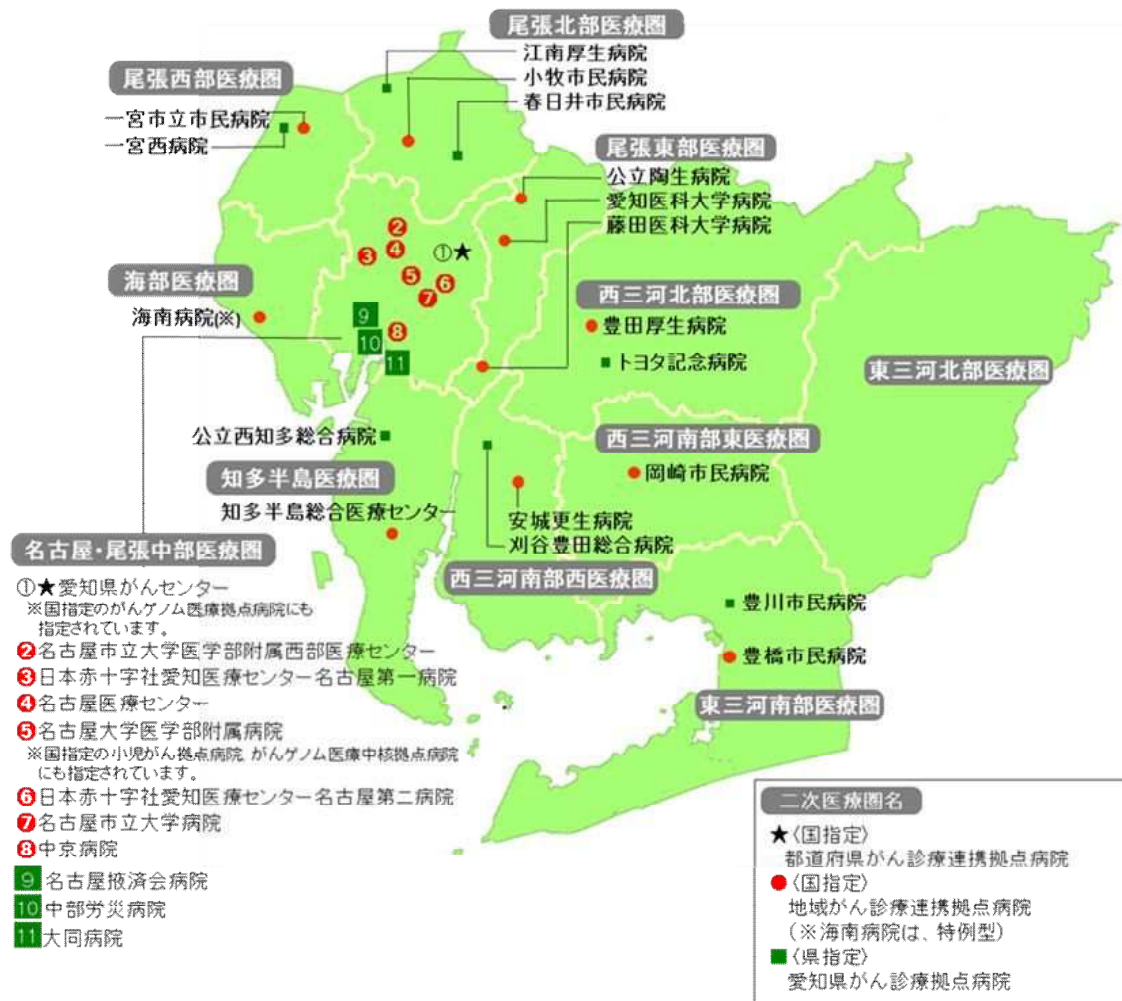 尾張北部医療圏
江南厚生病院
小牧市民病院
春日井市民病院
尾張西部医療圏
一宮市立市民病院
一宮西病院
尾張東部医療圏
公立陶生病院
愛知医科大学病院
藤田医科大学病院
②
③
④
①★
⑤
⑥
⑦
⑧
9
10
11
海部医療圏
海南病院(※)
西三河北部医療圏
豊田厚生病院
トヨタ記念病院
東三河北部医療圏
公立西知多総合病院
西三河南部東医療圏
岡崎市民病院
知多半島医療圏
知多半島総合医療センター
安城更生病院
刈谷豊田総合病院
西三河南部西医療圏
豊川市民病院
豊橋市民病院
東三河南部医療圏
名古屋・尾張中部医療圏
①★愛知県がんセンター
※国指定のがんゲノム医療拠点病院にも
指定されています。
②名古屋市立大学医学部附属西部医療センター
③日本赤十字社愛知医療センター名古屋第一病院
④名古屋医療センター
⑤名古屋大学医学部附属病院
※国指定の小児がん拠点病院、がんゲノム医療中核拠点病院
にも指定されています。
⑥日本赤十字社愛知医療センター名古屋第二病院
⑦名古屋市立大学病院
⑧中京病院
9 名古屋掖済会病院
10 中部労災病院
11 大同病院
二次医療圏名
★〈国指定〉
都道府県がん診療連携拠点病院
●〈国指定〉
地域がん診療連携拠点病院
(※海南病院は、特例型)
■〈県指定〉
愛知県がん診療拠点病院